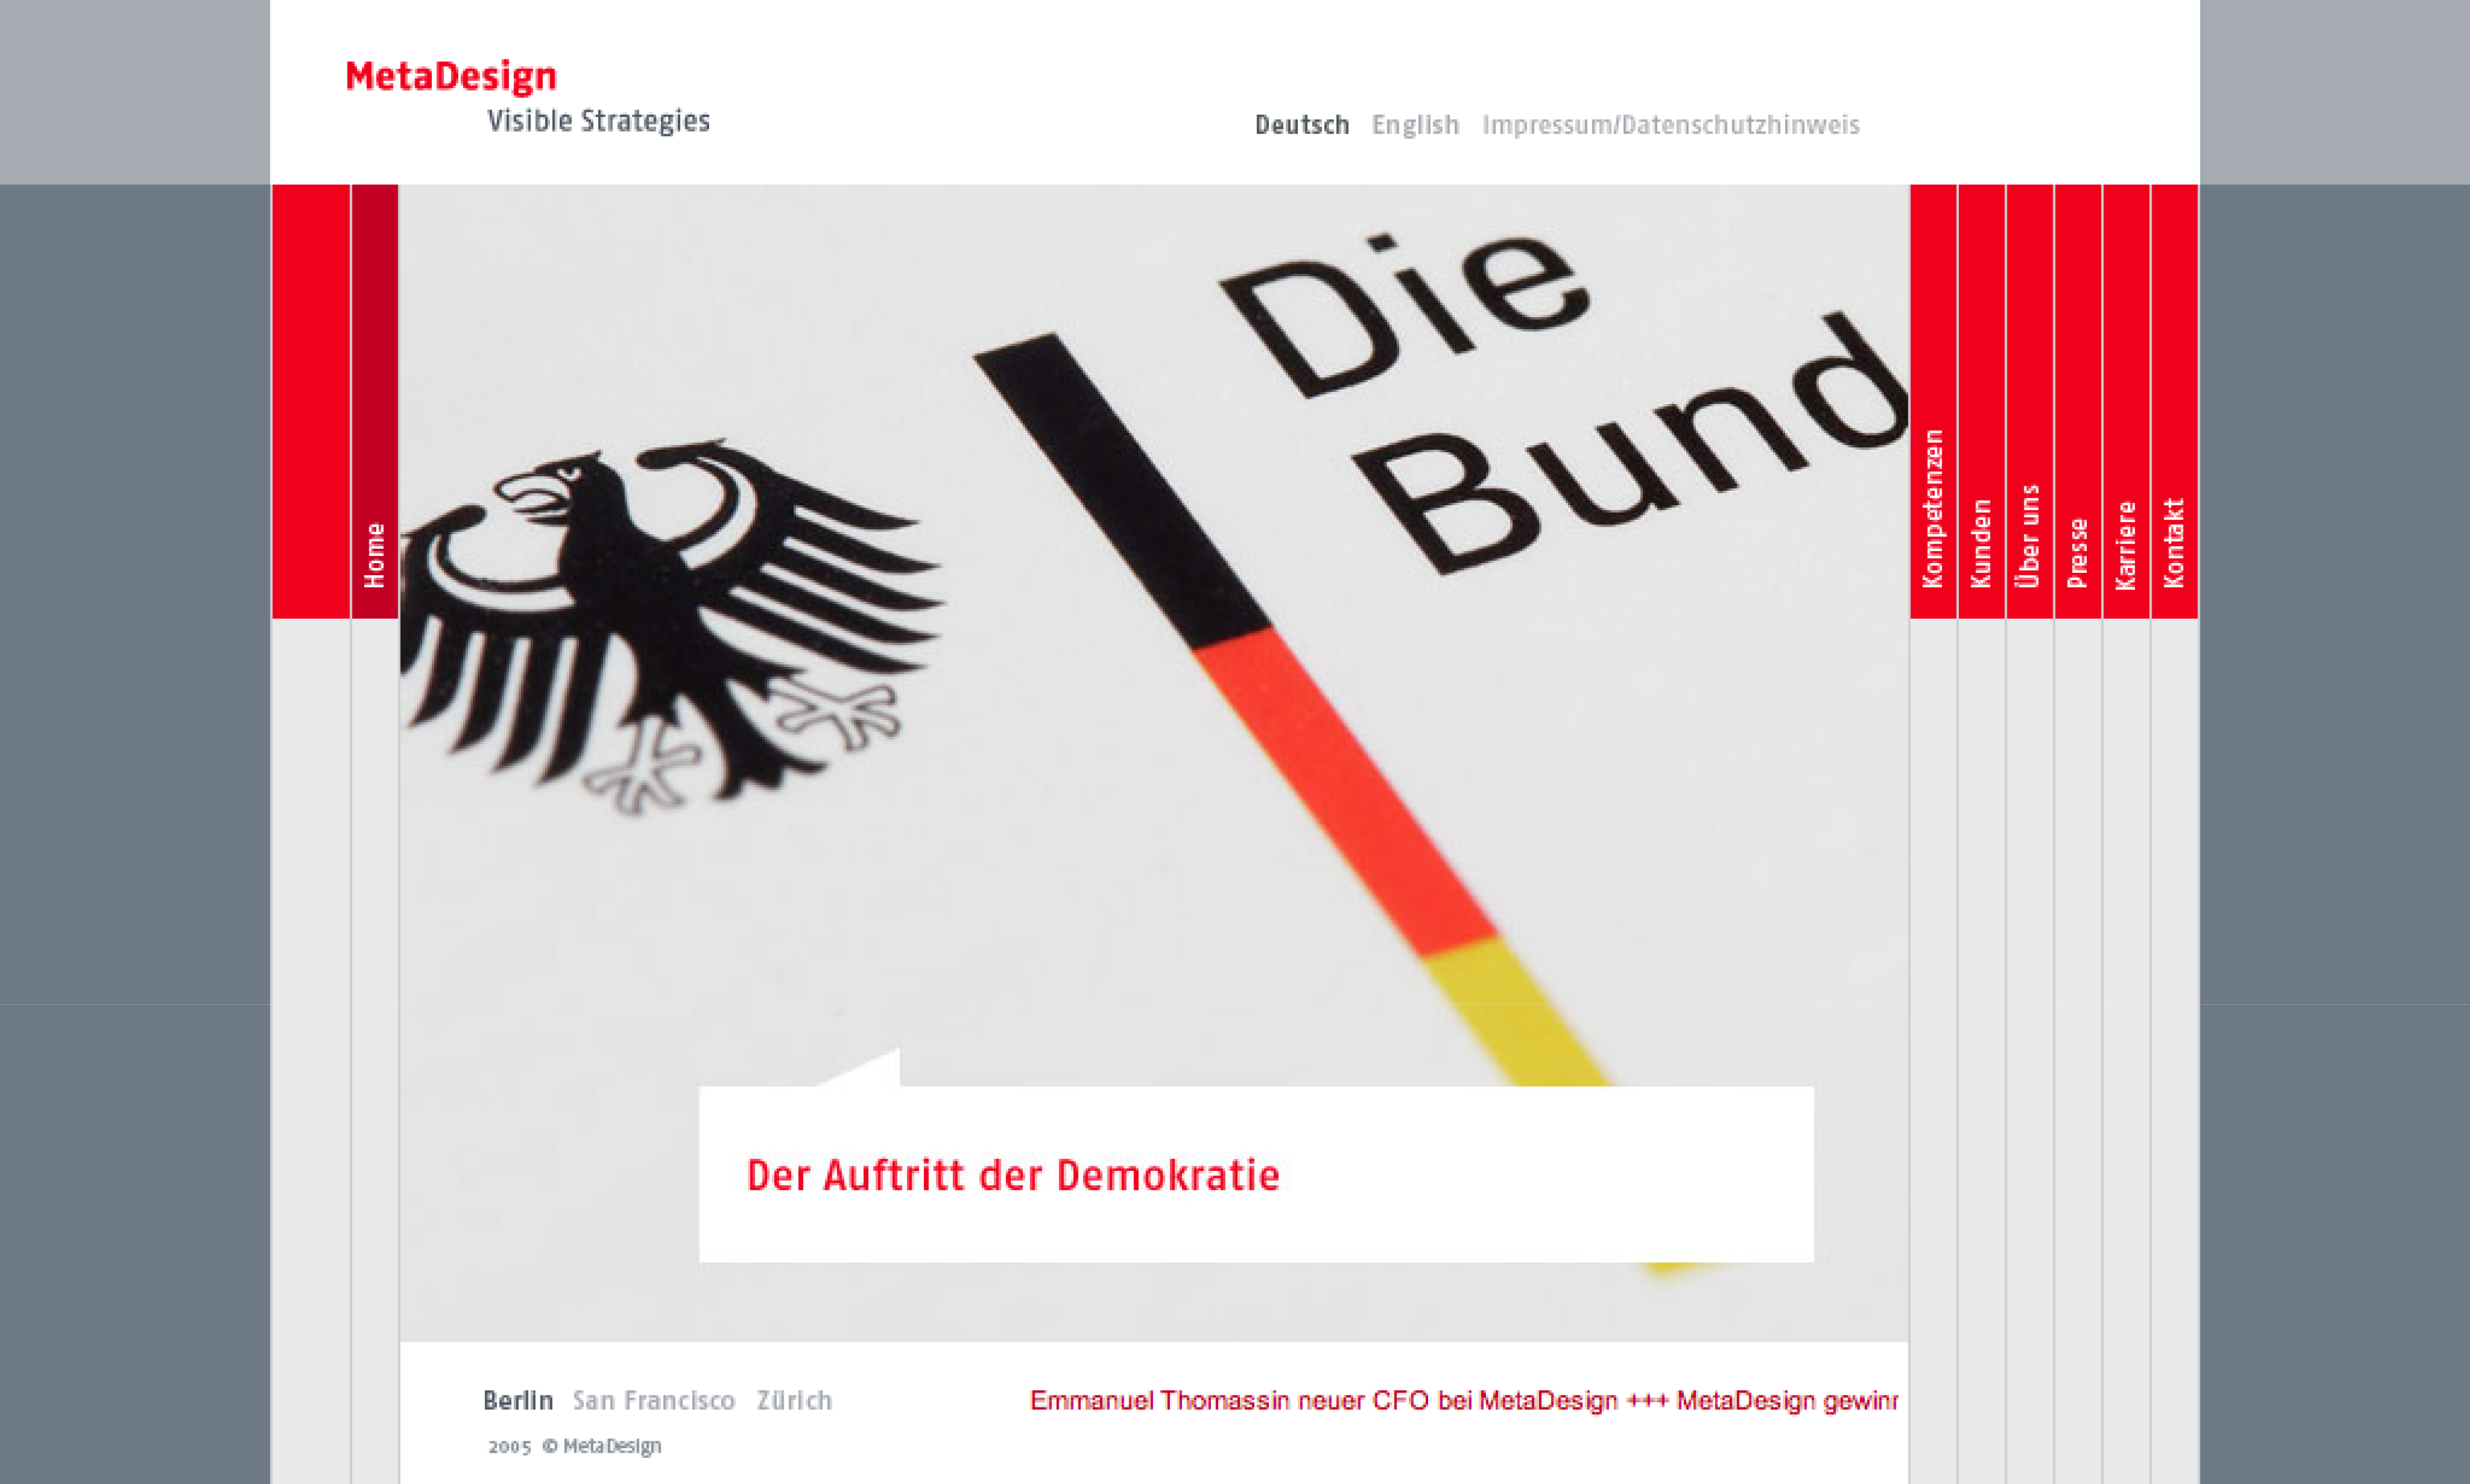 MetaDesign
Visible Strategies
Deutsch English Impressum/Datenschutzhinweis
Die
Bund
Home
Kompetenzen
Kunden
Über uns
Presse
Karriere
Kontakt
Der Auftritt der Demokratie
Berlin San Francisco Zürich
Emmanuel Thomassin neuer CFO bei MetaDesign +++ MetaDesign gewinn
2005 © MetaDesign